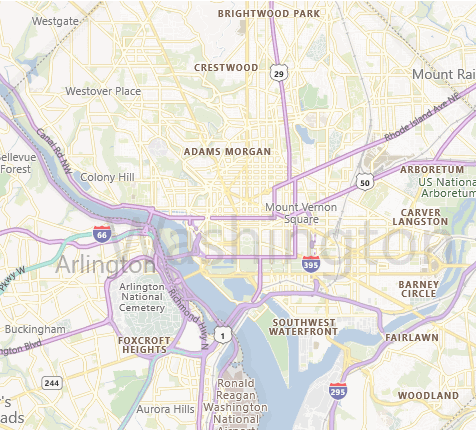 BRIGHTWOOD PARK
Westgate
CRESTWOOD
29
Mount Rai
Westover Place
Rhode Island Ave NE
Canal Rd NW
ADAMS MORGAN
Bellevue
Forest
Colony Hill
50
ARBORETUM
US National
Arboretum
Mount Vernon
Square
CARVER
LANGSTON
Washington
66
Arlington
395
Pkwy W
Arlington
National
Cemetery
BARNEY
CIRCLE
Richmond Hwy N
Buckingham
SOUTHWEST
WATERFRONT
1
FAIRLAWN
FOXCROFT
HEIGHTS
ngton Blvd
244
Ronald
Reagan
Washington
National
Airport
295
WOODLAND
Aurora Hills
r's
oads